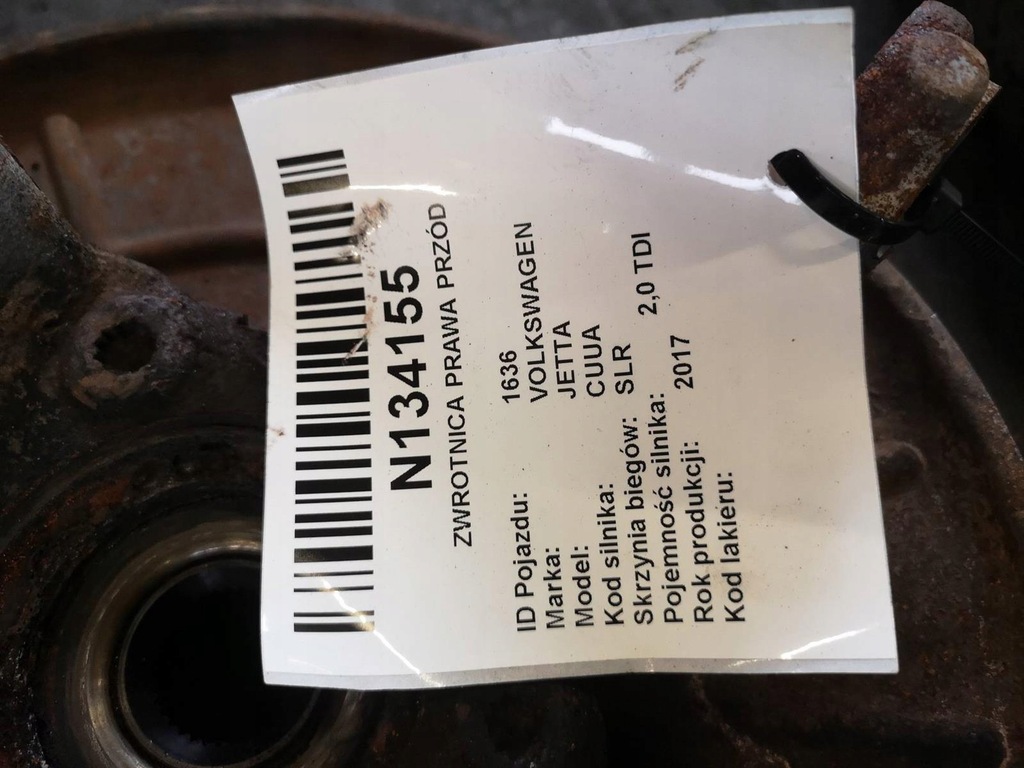 N134155
ZWROTNICA PRAWA PRZÓD
ID Pojazdu: 1636
Marka: VOLKSWAGEN
Model: JETTA
Kod silnika: CUUA
Skrzynia biegów: SLR
Pojemność silnika: 2,0 TDI
Rok produkcji: 2017
Kod lakieru: